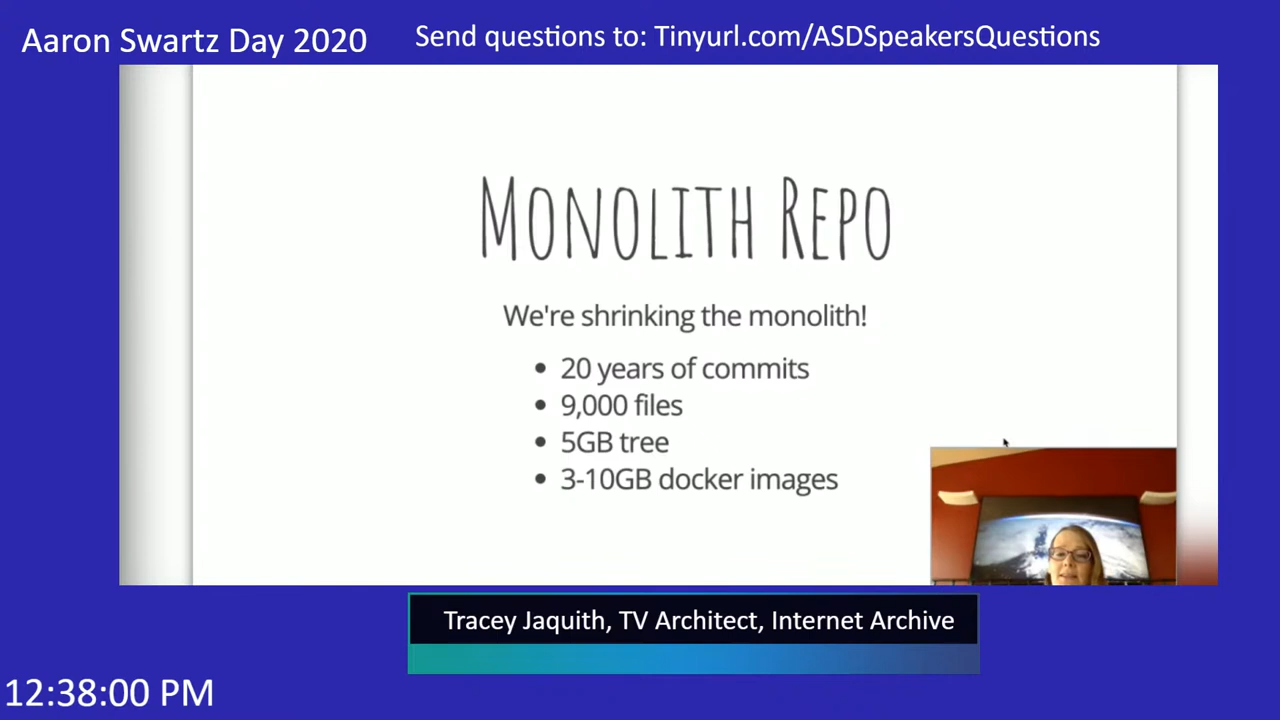 Aaron Swartz Day 2020
Send questions to: Tinyurl.com/ASDSpeakersQuestions
MONOLITH REPO
We're shrinking the monolith!
• 20 years of commits
• 9,000 files
• 5GB tree
• 3-10GB docker images
Tracey Jaquith, TV Architect, Internet Archive
12:38:00 PM